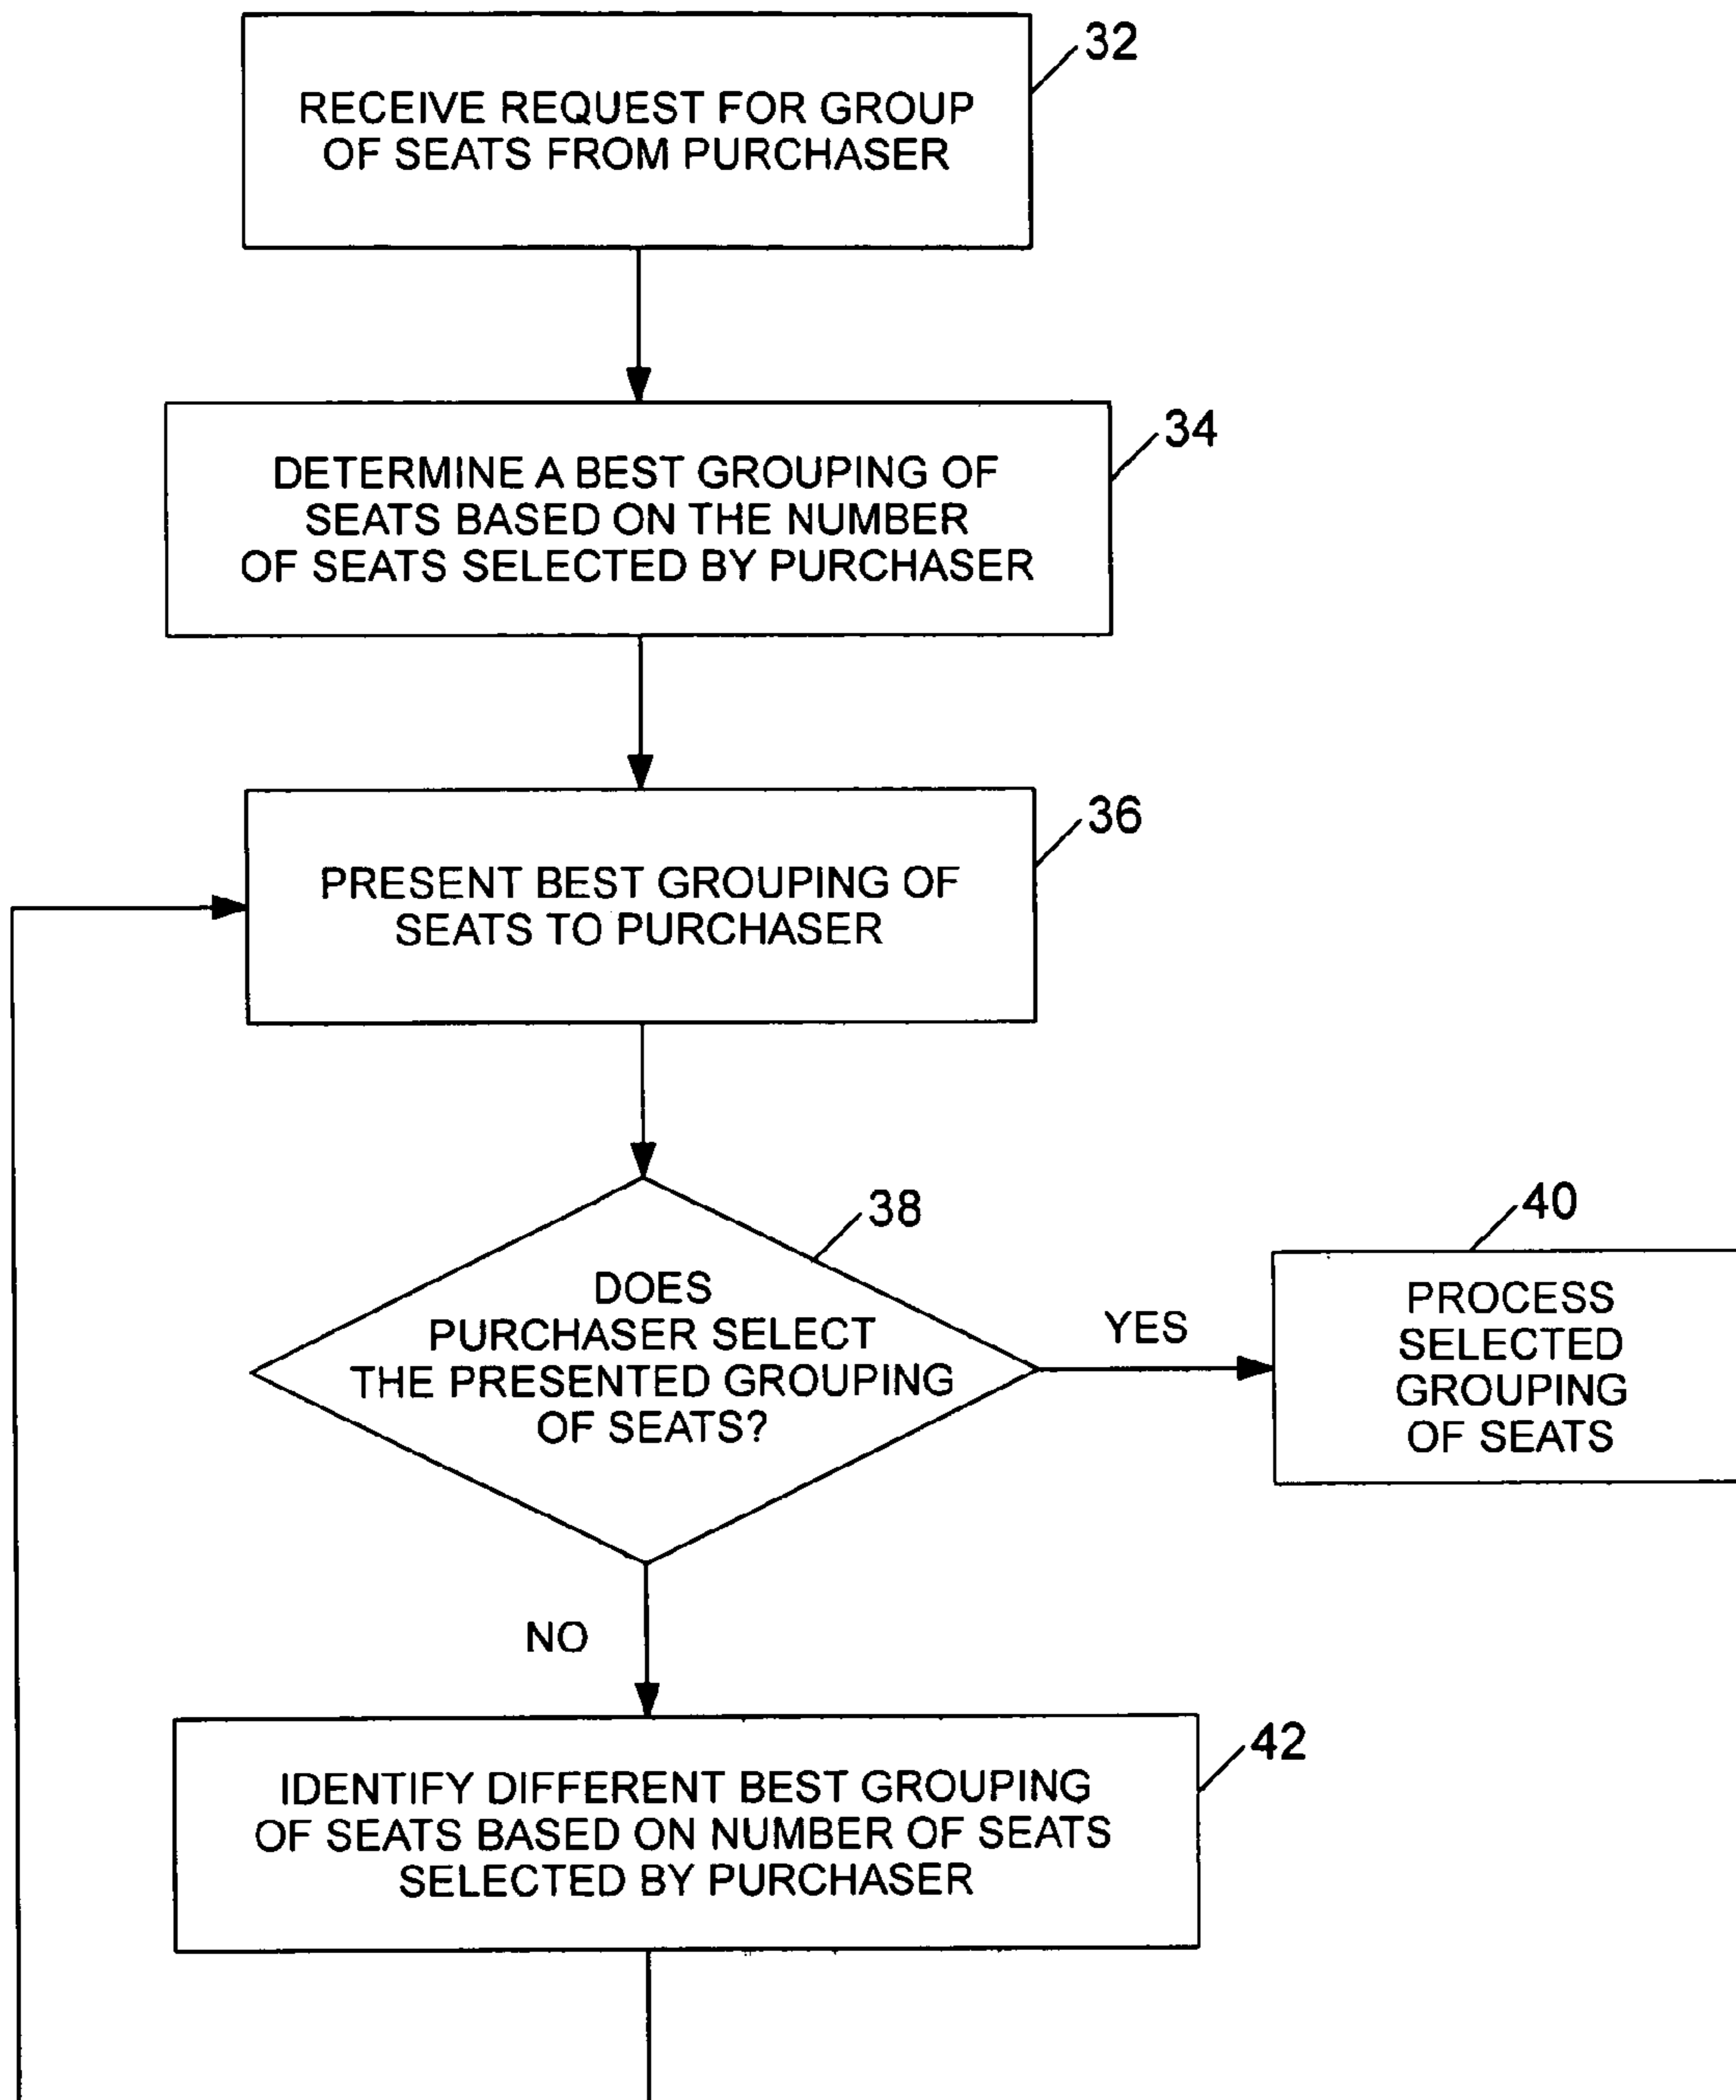 32
RECEIVE REQUEST FOR GROUP
OF SEATS FROM PURCHASER
34
DETERMINE A BEST GROUPING OF
SEATS BASED ON THE NUMBER
OF SEATS SELECTED BY PURCHASER
36
PRESENT BEST GROUPING OF
SEATS TO PURCHASER
38
DOES
PURCHASER SELECT
THE PRESENTED GROUPING
OF SEATS?
YES
40
PROCESS
SELECTED
GROUPING
OF SEATS
NO
42
IDENTIFY DIFFERENT BEST GROUPING
OF SEATS BASED ON NUMBER OF SEATS
SELECTED BY PURCHASER